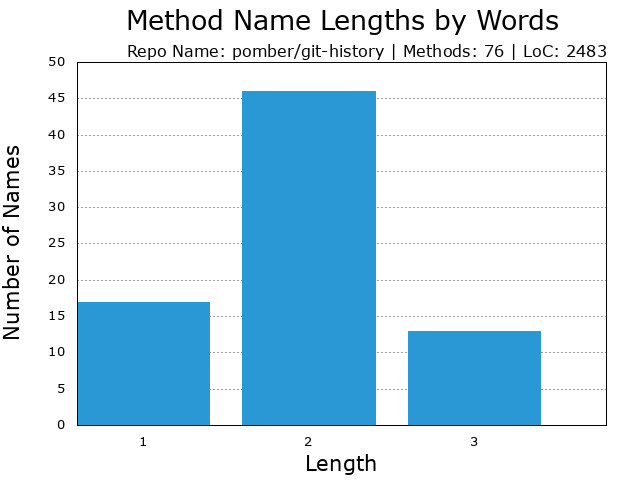 Method Name Lengths by Words
Repo Name: pomber/git-history | Methods: 76 | LoC: 2483
Number of Names
50
45
40
35
30
25
20
15
10
5
0
1 2 3
Length